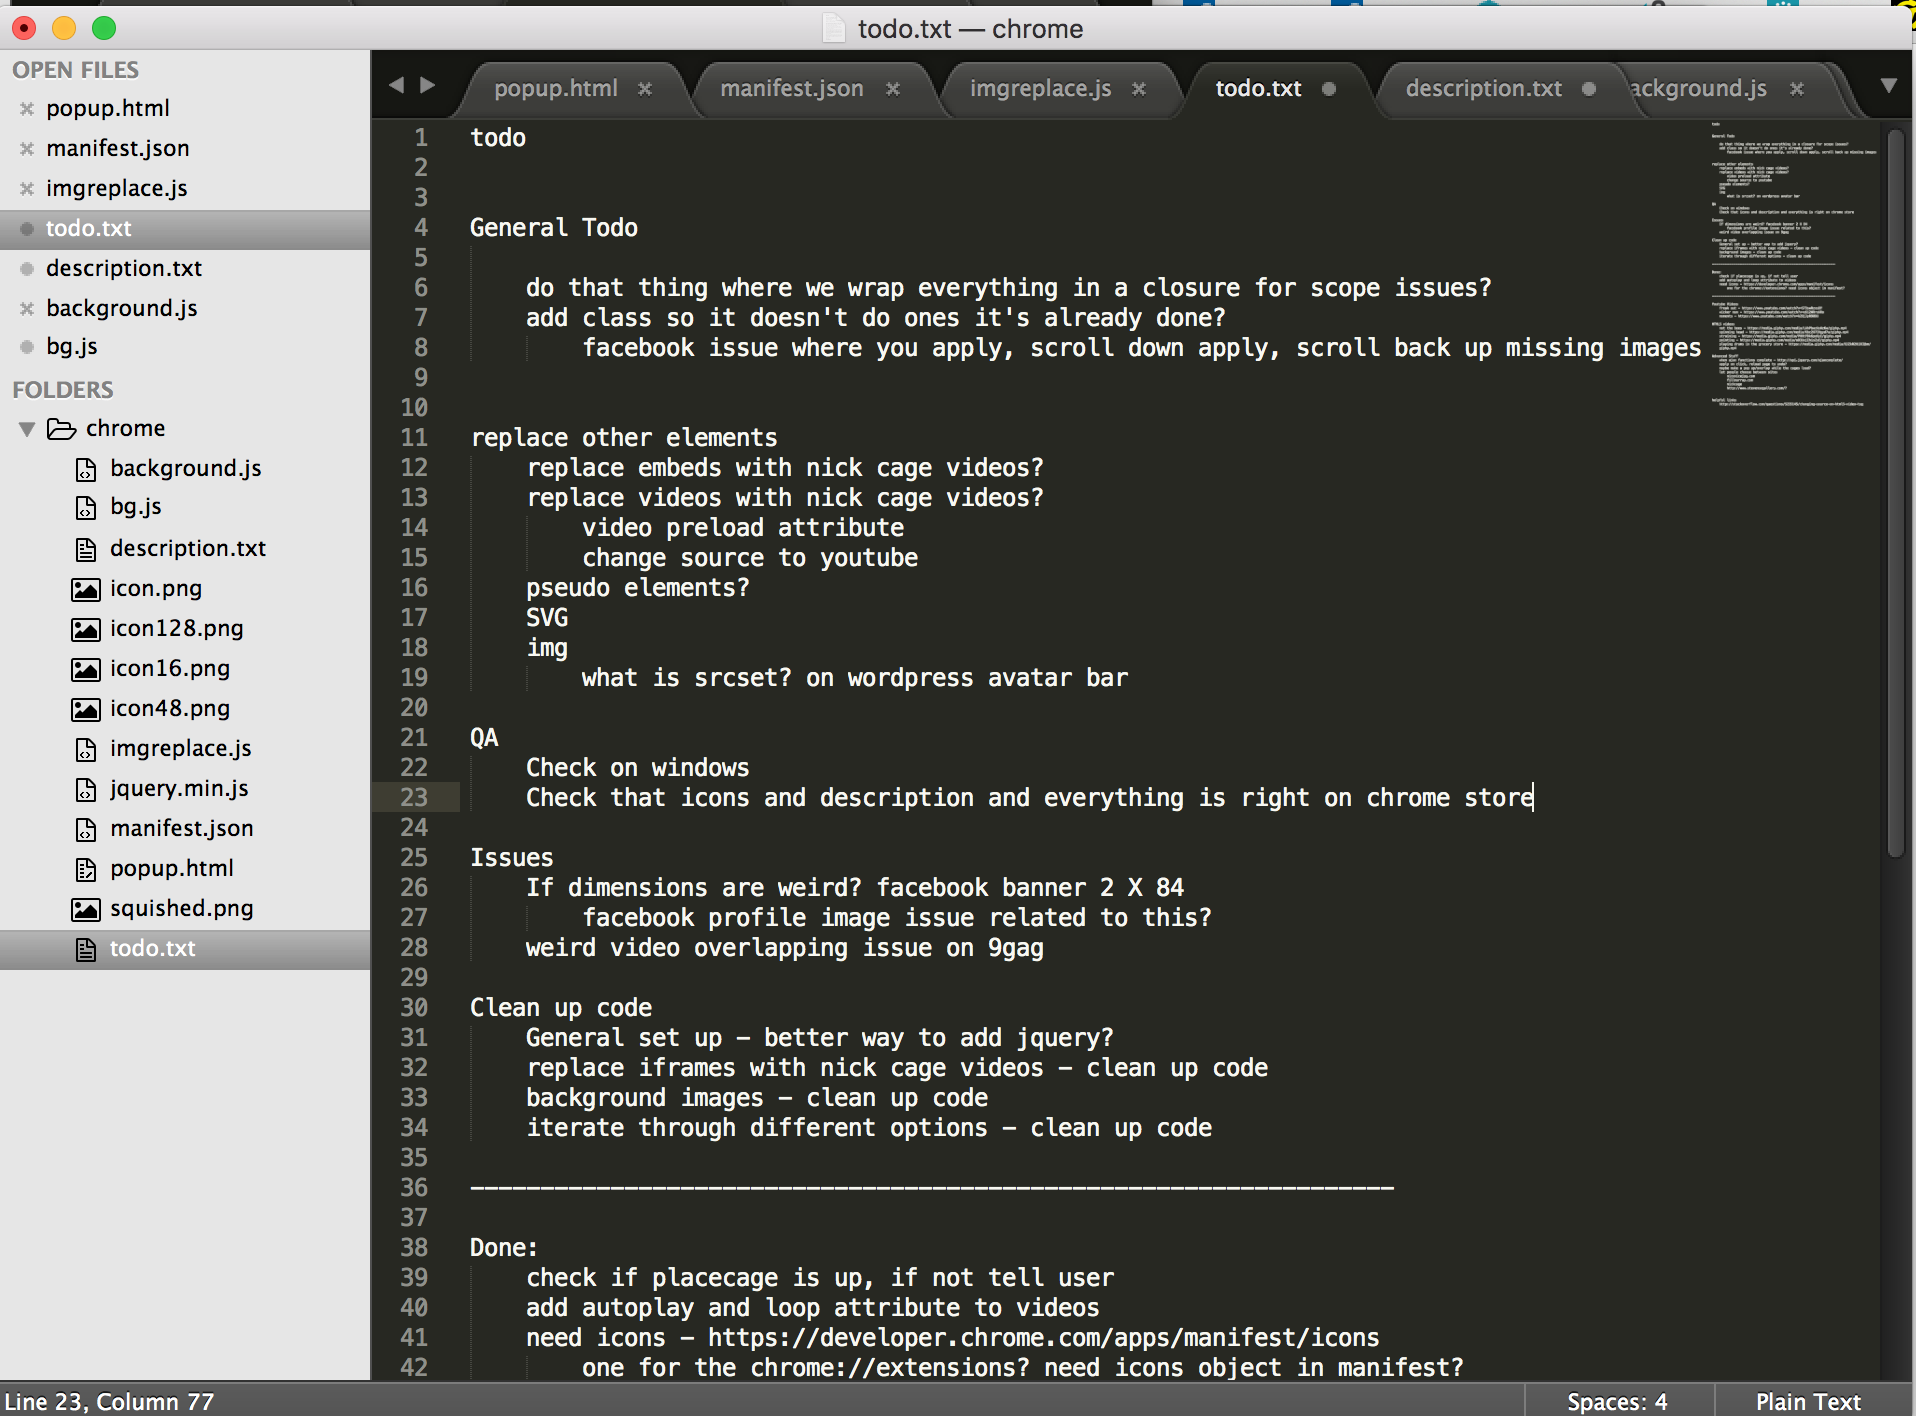 todo.txt — chrome
OPEN FILES
popup.html
manifest.json
imgreplace.js
todo.txt
description.txt
background.js
bg.js
FOLDERS
chrome
background.js
bg.js
description.txt
icon.png
icon128.png
icon16.png
icon48.png
imgreplace.js
jquery.min.js
manifest.json
popup.html
squished.png
todo.txt
popup.html manifest.json imgreplace.js todo.txt description.txt ackground.js
1 todo
2
3
4 General Todo
5
6 do that thing where we wrap everything in a closure for scope issues?
7 add class so it doesn't do ones it's already done?
8 facebook issue where you apply, scroll down apply, scroll back up missing images
9
10
11 replace other elements
12 replace embeds with nick cage videos?
13 replace videos with nick cage videos?
14 video preload attribute
15 change source to youtube
16 pseudo elements?
17 SVG
18 img
19 what is srcset? on wordpress avatar bar
20
21 QA
22 Check on windows
23 Check that icons and description and everything is right on chrome store
24
25 Issues
26 If dimensions are weird? facebook banner 2 X 84
27 facebook profile image issue related to this?
28 weird video overlapping issue on 9gag
29
30 Clean up code
31 General set up - better way to add jquery?
32 replace iframes with nick cage videos - clean up code
33 background images - clean up code
34 iterate through different options - clean up code
35
36 ------------------------------------------------------------------
37
38 Done:
39 check if placecage is up, if not tell user
40 add autoplay and loop attribute to videos
41 need icons - https://developer.chrome.com/apps/manifest/icons
42 one for the chrome://extensions? need icons object in manifest?
Line 23, Column 77
Spaces: 4
Plain Text